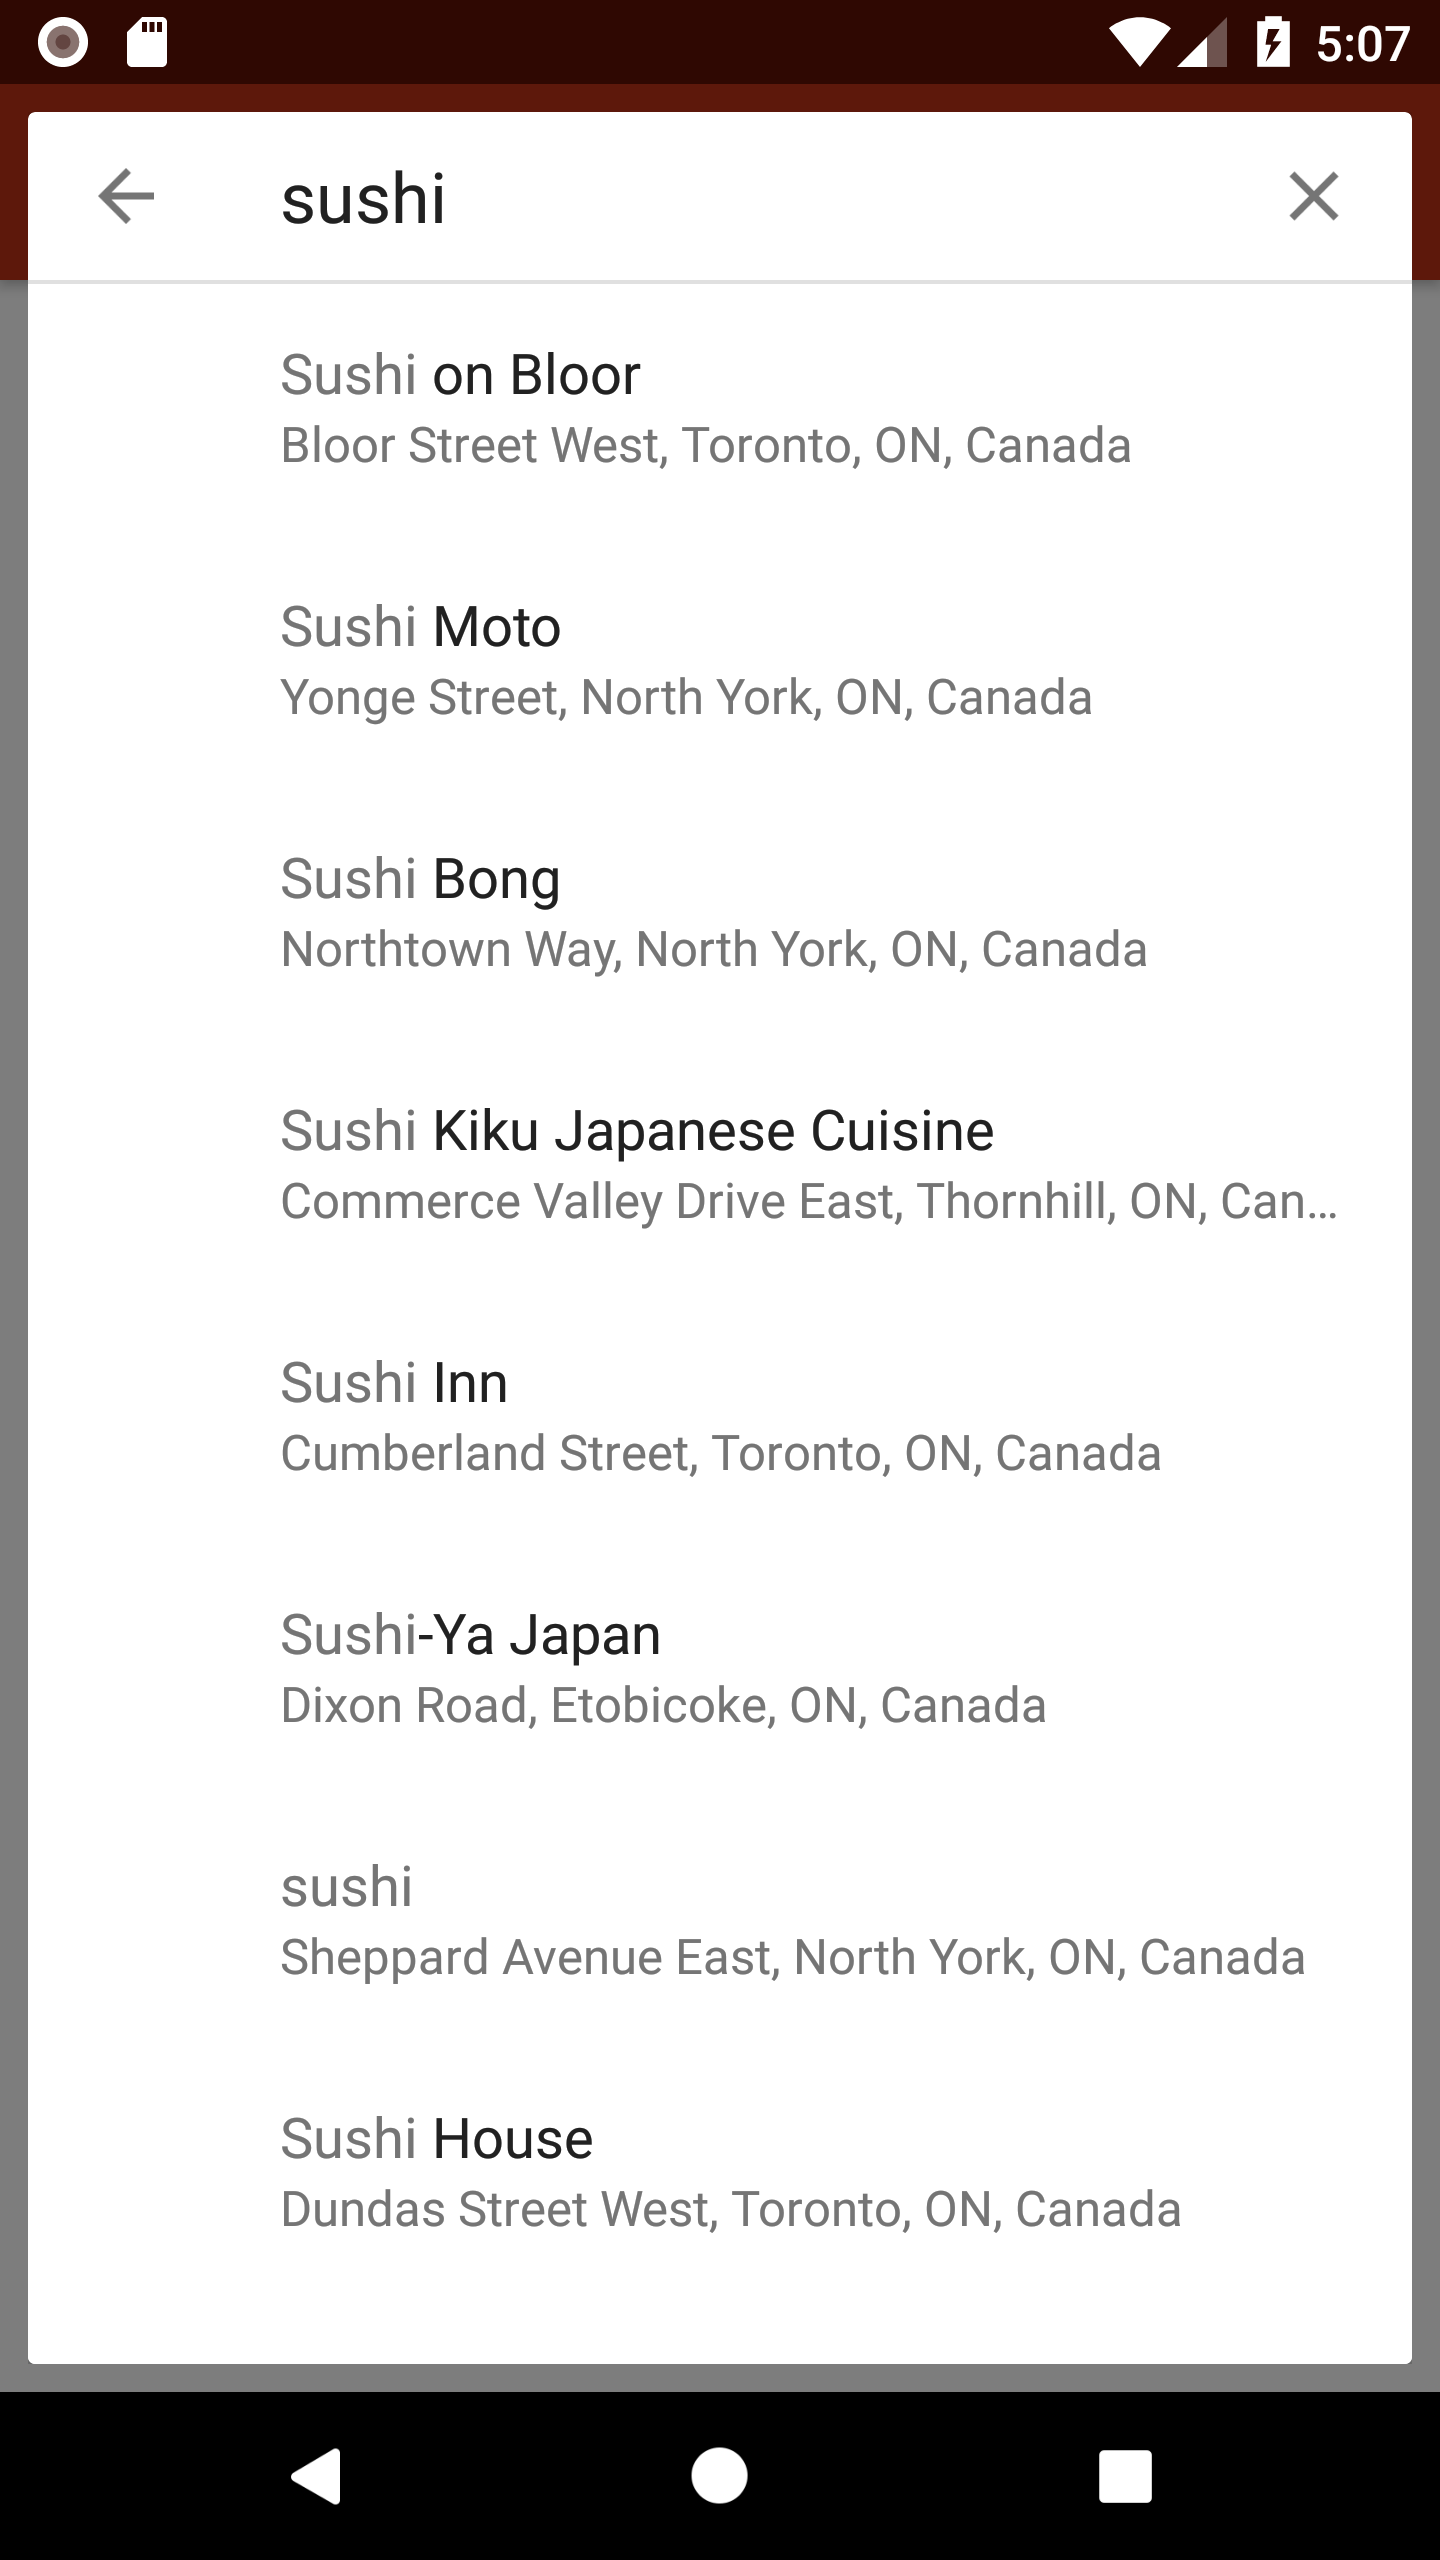 5:07
sushi
Sushi on Bloor
Bloor Street West, Toronto, ON, Canada
Sushi Moto
Yonge Street, North York, ON, Canada
Sushi Bong
Northtown Way, North York, ON, Canada
Sushi Kiku Japanese Cuisine
Commerce Valley Drive East, Thornhill, ON, Can…
Sushi Inn
Cumberland Street, Toronto, ON, Canada
Sushi-Ya Japan
Dixon Road, Etobicoke, ON, Canada
sushi
Sheppard Avenue East, North York, ON, Canada
Sushi House
Dundas Street West, Toronto, ON, Canada